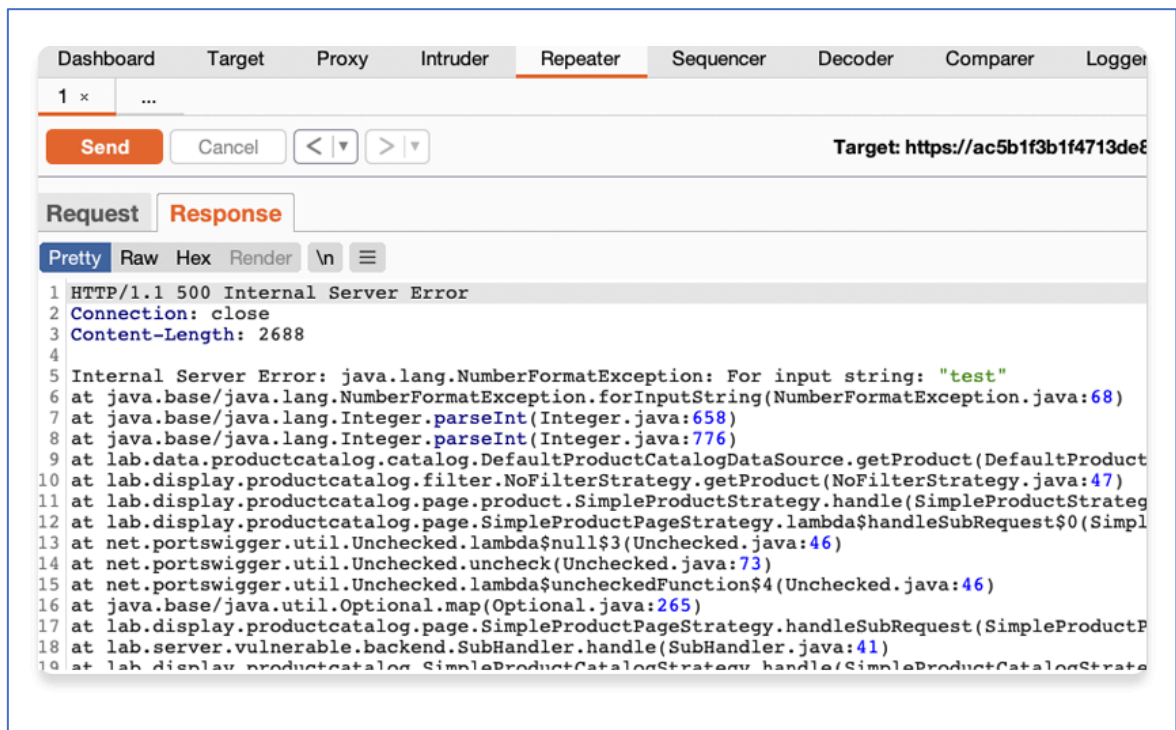 Dashboard Target Proxy Intruder Repeater Sequencer Decoder Comparer Logger
1 × ...
Send Cancel < ▼ > ▼ Target: https://ac5b1f3b1f4713de8
Request Response
Pretty Raw Hex Render \n ≡
1 HTTP/1.1 500 Internal Server Error
2 Connection: close
3 Content-Length: 2688
4
5 Internal Server Error: java.lang.NumberFormatException: For input string: "test"
6 at java.base/java.lang.NumberFormatException.forInputString(NumberFormatException.java:68)
7 at java.base/java.lang.Integer.parseInt(Integer.java:658)
8 at java.base/java.lang.Integer.parseInt(Integer.java:776)
9 at lab.data.productcatalog.catalog.DefaultProductCatalogDataSource.getProduct(DefaultProduct
10 at lab.display.productcatalog.filter.NoFilterStrategy.getProduct(NoFilterStrategy.java:47)
11 at lab.display.productcatalog.page.product.SimpleProductStrategy.handle(SimpleProductStrateg
12 at lab.display.productcatalog.page.SimpleProductPageStrategy.lambda$handleSubRequest$0(Simpl
13 at net.portswigger.util.Unchecked.lambda$null$3(Unchecked.java:46)
14 at net.portswigger.util.Unchecked.uncheck(Unchecked.java:73)
15 at net.portswigger.util.Unchecked.lambda$uncheckedFunction$4(Unchecked.java:46)
16 at java.base/java.util.Optional.map(Optional.java:265)
17 at lab.display.productcatalog.page.SimpleProductPageStrategy.handleSubRequest(SimpleProductP
18 at lab.server.vulnerable.backend.SubHandler.handle(SubHandler.java:41)
19 at lab.display.productcatalog.SimpleProductCatalogStrategy.handle(SimpleProductCatalogStrate